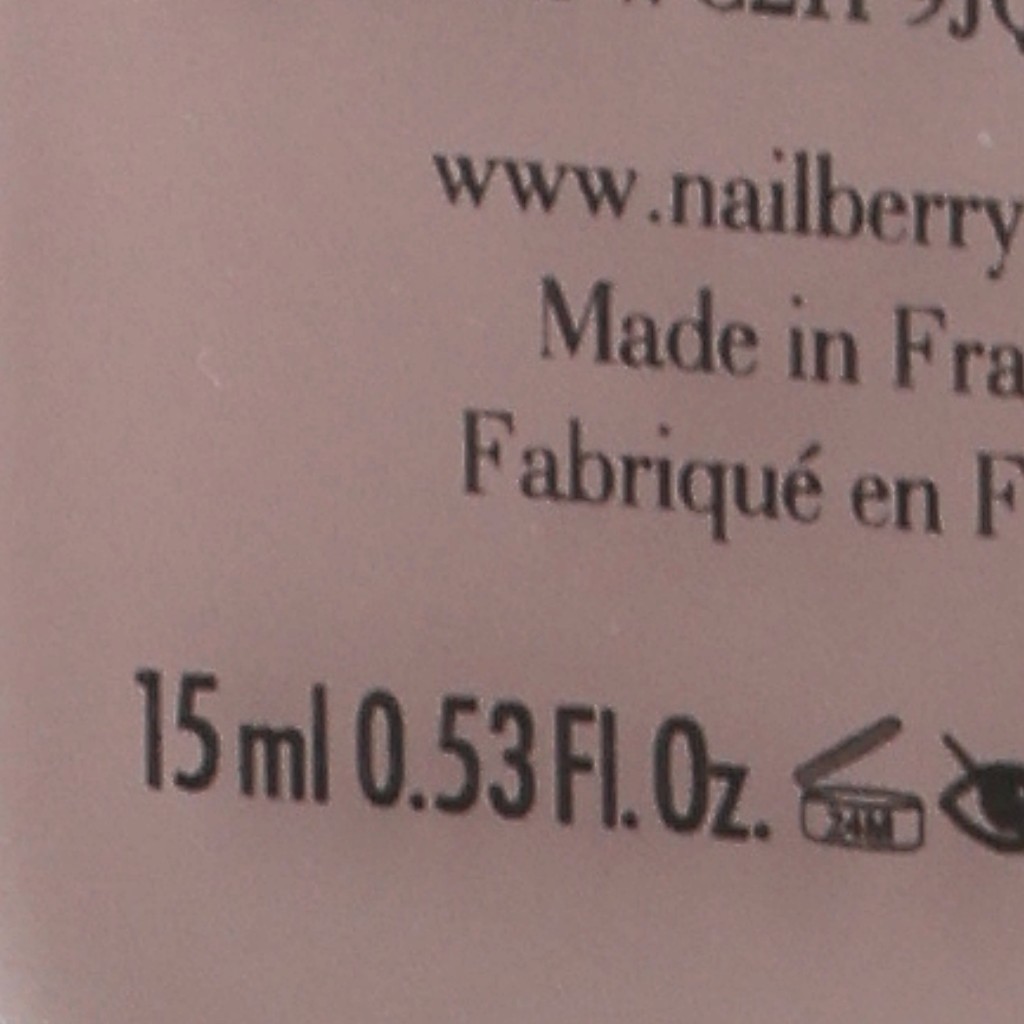 www.nailberry
Made in Fra
Fabriqué en F
15 ml 0.53 Fl. Oz. 24M